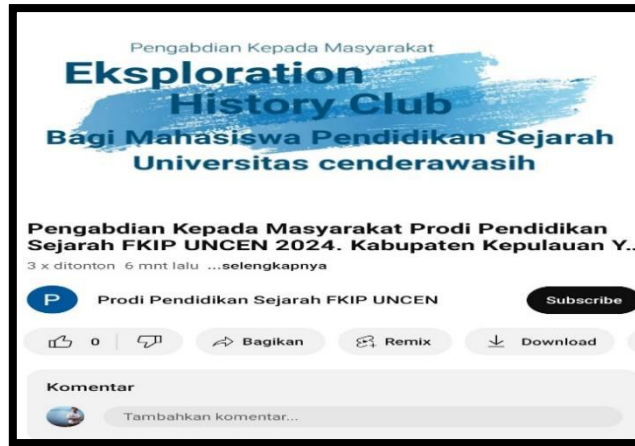 Pengabdian Kepada Masyarakat
Eksploration
History Club
Bagi Mahasiswa Pendidikan Sejarah
Universitas cenderawasih
Pengabdian Kepada Masyarakat Prodi Pendidikan
Sejarah FKIP UNCEN 2024. Kabupaten Kepulauan Y..
3 x ditonton 6 mnt lalu ...selengkapnya
P Prodi Pendidikan Sejarah FKIP UNCEN Subscribe
0 Bagikan Remix Download
Komentar
Tambahkan komentar...